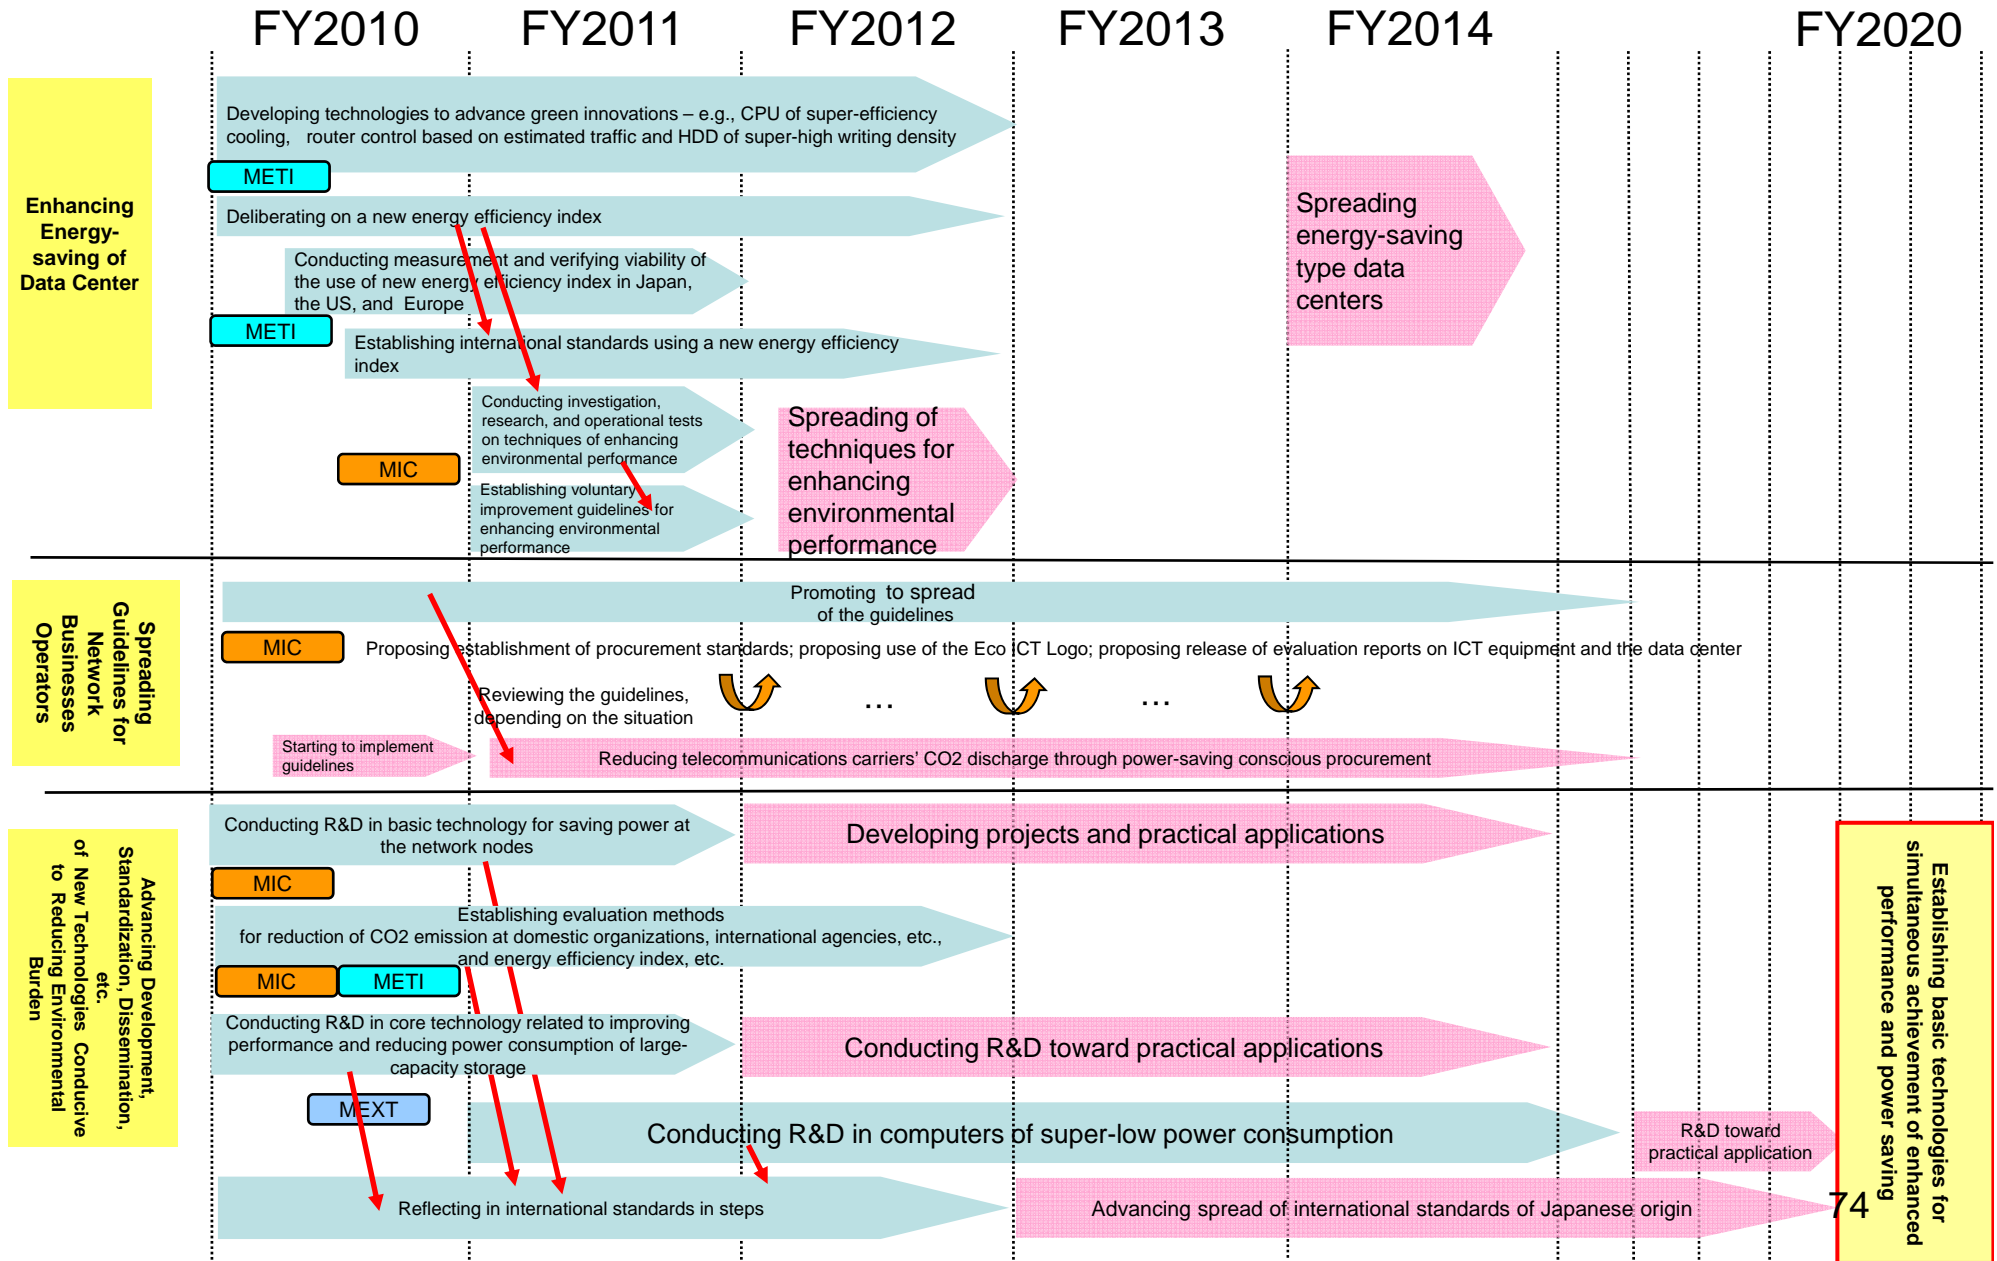 FY2010 FY2011 FY2012 FY2013 FY2014 FY2020
Enhancing
Energy-
saving of
Data Center
Developing technologies to advance green innovations – e.g., CPU of super-efficiency
cooling, router control based on estimated traffic and HDD of super-high writing density
METI
Deliberating on a new energy efficiency index
Conducting measurement and verifying viability of
the use of new energy efficiency index in Japan,
the US, and Europe
METI
Establishing international standards using a new energy efficiency
index
Conducting investigation,
research, and operational tests
on techniques of enhancing
environmental performance
MIC
Establishing voluntary
improvement guidelines for
enhancing environmental
performance
Spreading of
techniques for
enhancing
environmental
performance
Spreading
energy-saving
type data
centers
Spreading
Guidelines for
Network
Businesses
Operators
Promoting to spread
of the guidelines
MIC
Proposing establishment of procurement standards; proposing use of the Eco ICT Logo; proposing release of evaluation reports on ICT equipment and the data center
Reviewing the guidelines,
depending on the situation
... ...
Starting to implement
guidelines
Reducing telecommunications carriers' CO2 discharge through power-saving conscious procurement
Advancing Development,
Standardization, Dissemination,
etc.
of New Technologies Conducive
to Reducing Environmental
Burden
Conducting R&D in basic technology for saving power at
the network nodes
Developing projects and practical applications
MIC
Establishing evaluation methods
for reduction of CO2 emission at domestic organizations, international agencies, etc.,
and energy efficiency index, etc.
MIC METI
Conducting R&D in core technology related to improving
performance and reducing power consumption of large-
capacity storage
Conducting R&D toward practical applications
MEXT
Conducting R&D in computers of super-low power consumption
R&D toward
practical application
Reflecting in international standards in steps
Advancing spread of international standards of Japanese origin
Establishing basic technologies for
simultaneous achievement of enhanced
performance and power saving
74